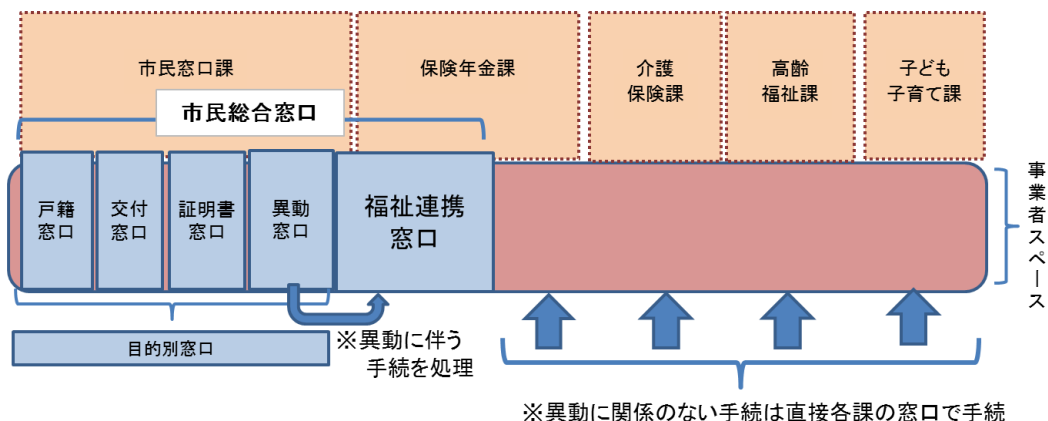 市民窓口課
保険年金課
介護
保険課
高齢
福祉課
子ども
子育て課
市民総合窓口
戸籍
窓口
交付
窓口
証明書
窓口
異動
窓口
福祉連携
窓口
事業者スペース
目的別窓口
※異動に伴う
手続を処理
※異動に関係のない手続は直接各課の窓口で手続